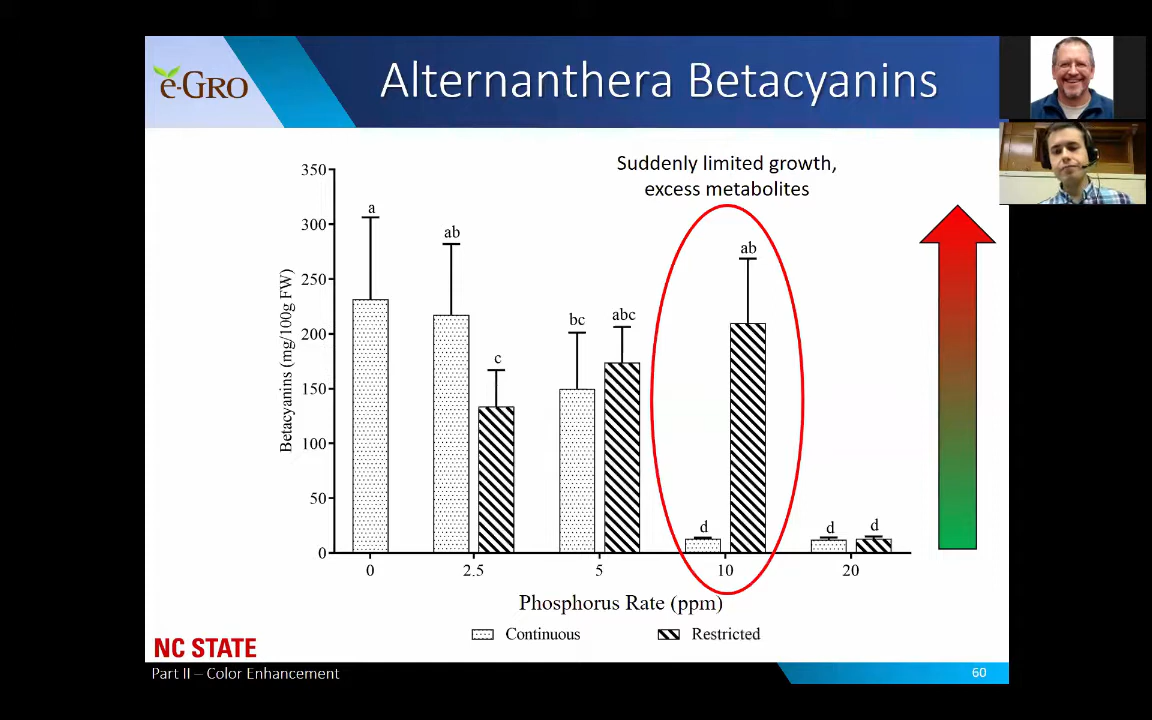 e-GRO
Alternanthera Betacyanins
Suddenly limited growth,
excess metabolites
Betacyanins (mg/100g FW)
350
300
250
200
150
100
50
0
a
ab
c
bc
abc
d
ab
d
d
0 2.5 5 10 20
Phosphorus Rate (ppm)
Continuous Restricted
NC STATE
Part II – Color Enhancement
60